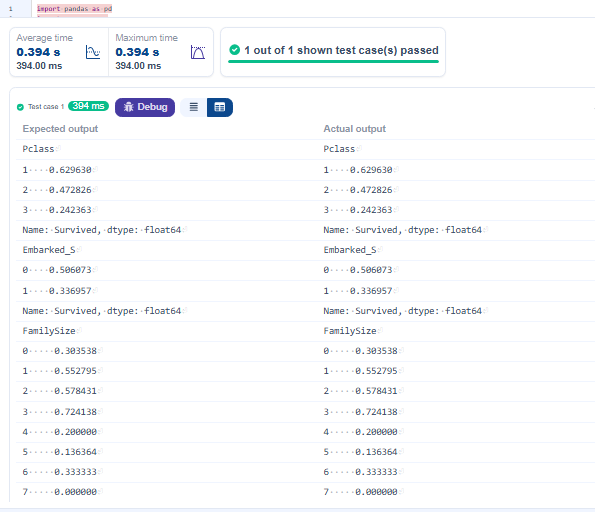 1 import pandas as pd
Average time
0.394 s
394.00 ms
Maximum time
0.394 s
394.00 ms
1 out of 1 shown test case(s) passed
Test case 1 394 ms Debug
Expected output Actual output
Pclass Pclass
1····0.629630 1····0.629630
2····0.472826 2····0.472826
3····0.242363 3····0.242363
Name:·Survived,·dtype:·float64 Name:·Survived,·dtype:·float64
Embarked_S Embarked_S
0····0.506073 0····0.506073
1····0.336957 1····0.336957
Name:·Survived,·dtype:·float64 Name:·Survived,·dtype:·float64
FamilySize FamilySize
0·····0.303538 0·····0.303538
1·····0.552795 1·····0.552795
2·····0.578431 2·····0.578431
3·····0.724138 3·····0.724138
4·····0.200000 4·····0.200000
5·····0.136364 5·····0.136364
6·····0.333333 6·····0.333333
7·····0.000000 7·····0.000000